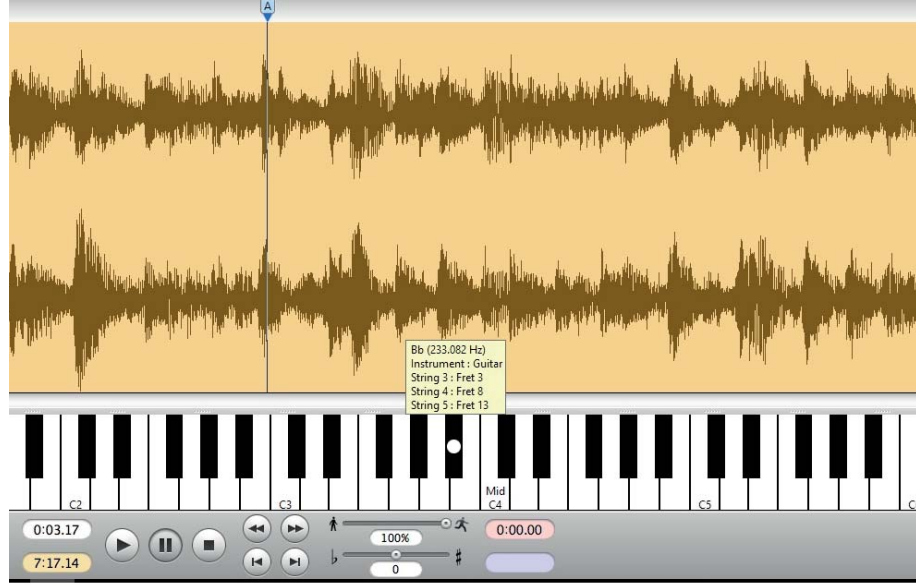 A
Bb (233.082 Hz)
Instrument : Guitar
String 3 : Fret 3
String 4 : Fret 8
String 5 : Fret 13
C2
C3
Mid
C4
C5
C
0:03.17
100%
0:00.00
7:17.14
♭
0
♯